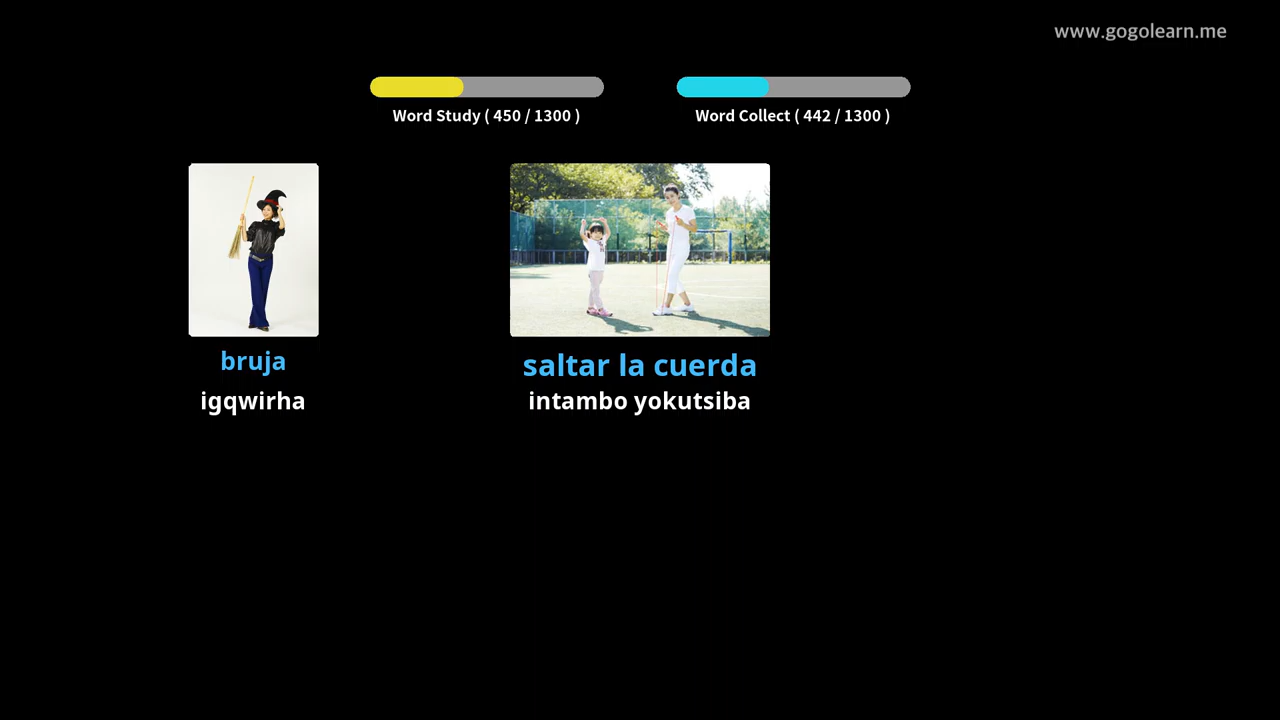 www.gogolearn.me
Word Study ( 450 / 1300 )
Word Collect ( 442 / 1300 )
bruja
igqwirha
saltar la cuerda
intambo yokutsiba